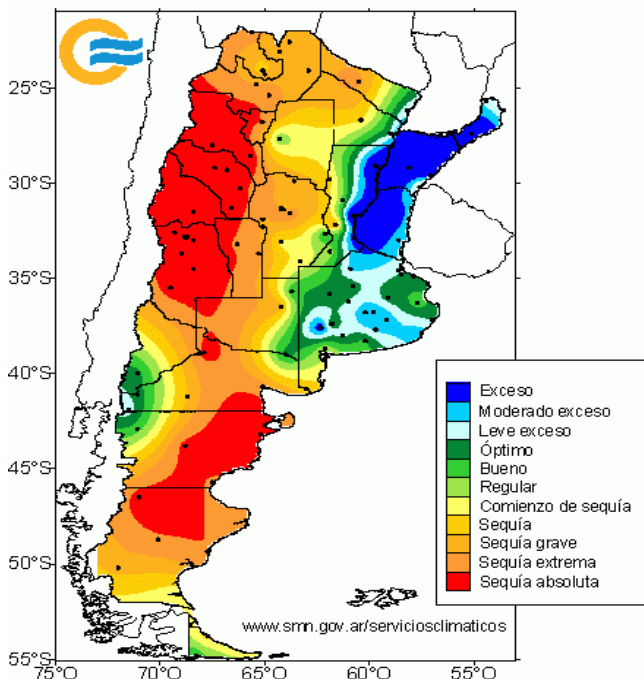 25°S
30°S
35°S
40°S
45°S
50°S
55°S
75°O
70°O
65°O
60°O
55°O
Exceso
Moderado exceso
Leve exceso
Óptimo
Bueno
Regular
Comienzo de sequía
Sequía
Sequía grave
Sequía extrema
Sequía absoluta
www.smn.gov.ar/serviciosclimaticos